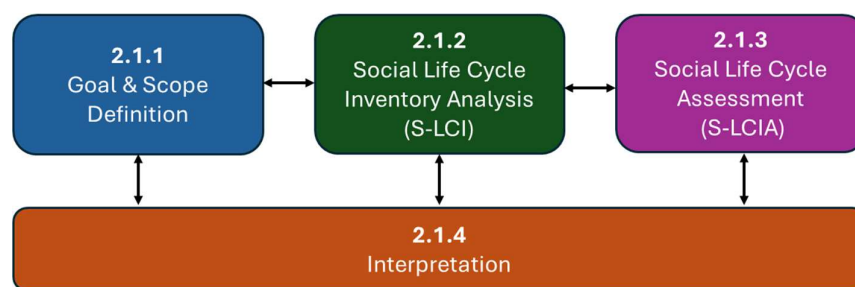 2.1.1
Goal & Scope
Definition
2.1.2
Social Life Cycle
Inventory Analysis
(S-LCI)
2.1.3
Social Life Cycle
Assessment
(S-LCIA)
2.1.4
Interpretation